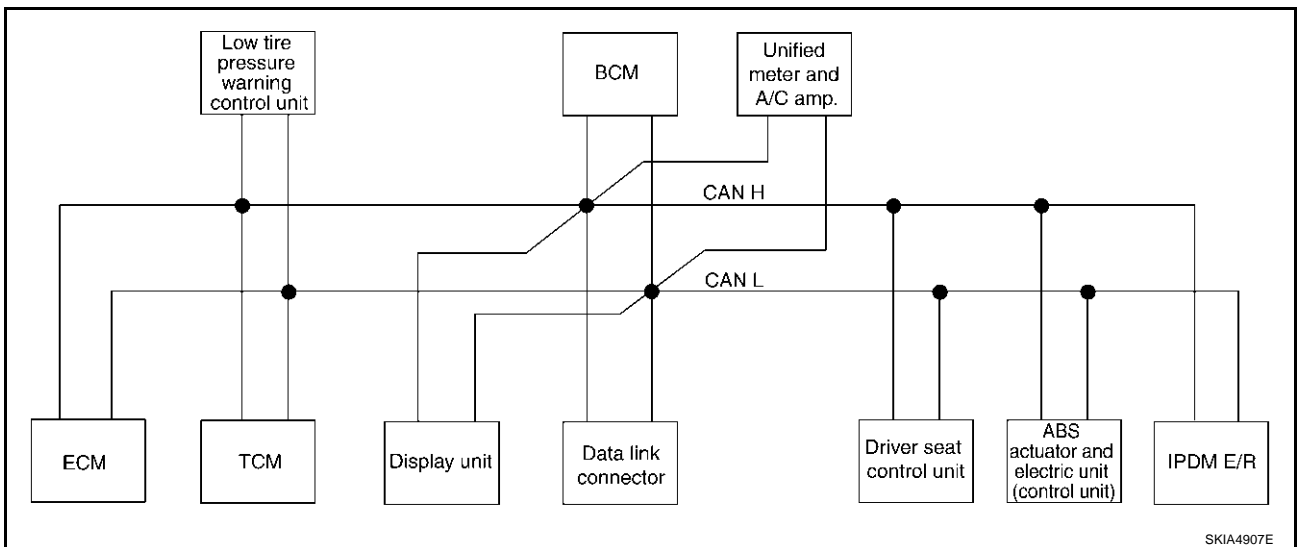 Low tire
pressure
warning
control unit
BCM
Unified
meter and
A/C amp.
CAN H
CAN L
ECM
TCM
Display unit
Data link
connector
Driver seat
control unit
ABS
actuator and
electric unit
(control unit)
IPDM E/R
SKIA4907E